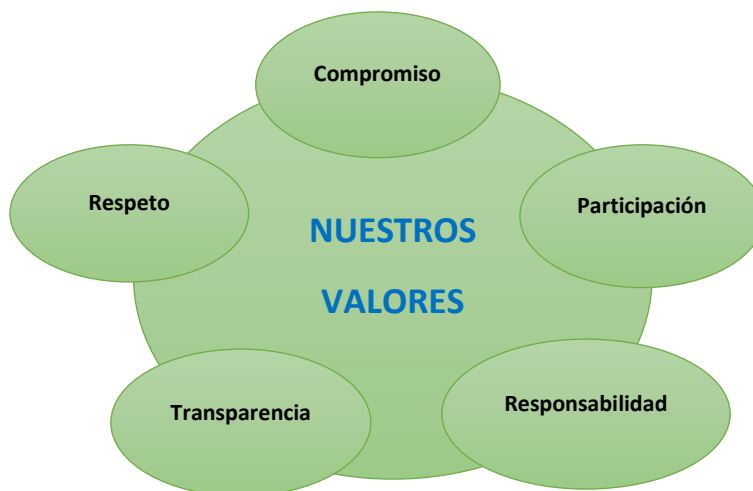 Compromiso
Respeto
Participación
NUESTROS
VALORES
Transparencia
Responsabilidad